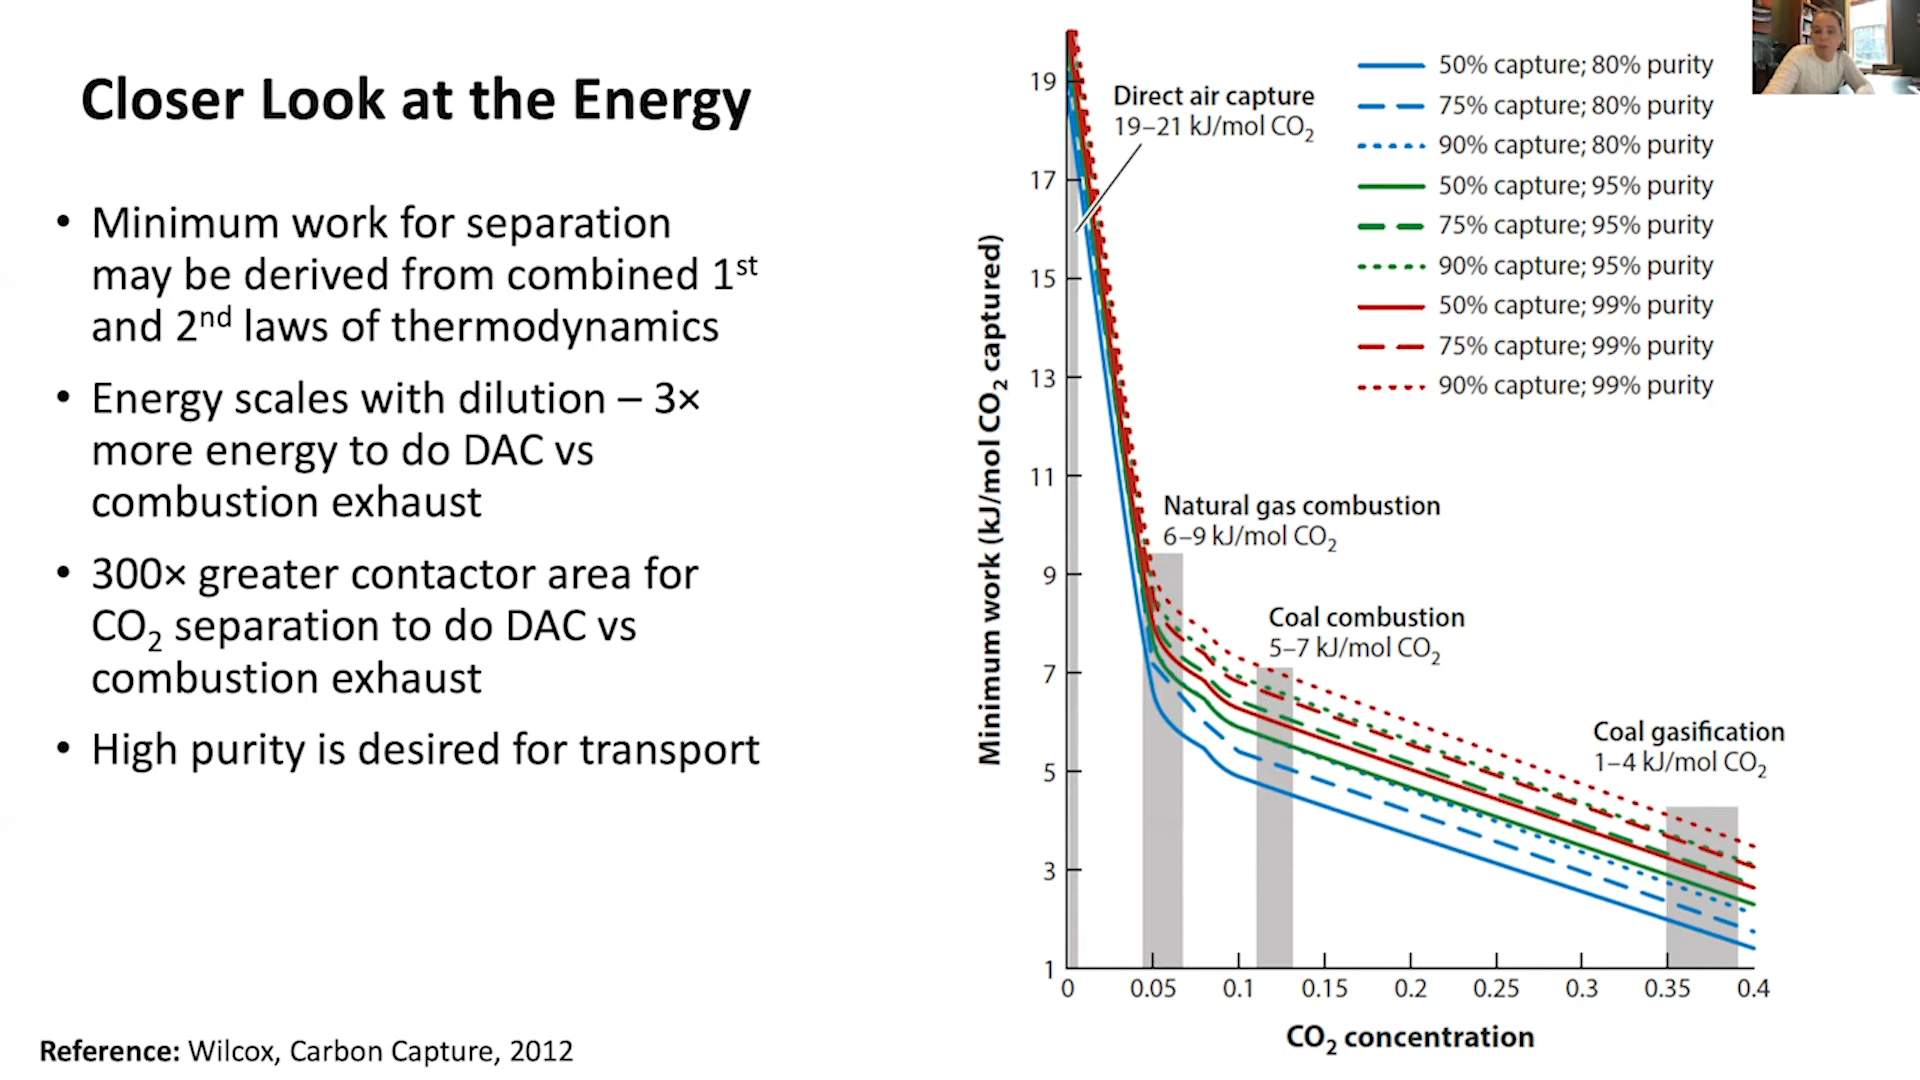 Closer Look at the Energy
• Minimum work for separation
may be derived from combined 1st
and 2nd laws of thermodynamics
• Energy scales with dilution – 3×
more energy to do DAC vs
combustion exhaust
• 300× greater contactor area for
CO2 separation to do DAC vs
combustion exhaust
• High purity is desired for transport
Reference: Wilcox, Carbon Capture, 2012
Minimum work (kJ/mol CO2 captured)
19
17
15
13
11
9
7
5
3
1
Direct air capture
19–21 kJ/mol CO2
50% capture; 80% purity
75% capture; 80% purity
90% capture; 80% purity
50% capture; 95% purity
75% capture; 95% purity
90% capture; 95% purity
50% capture; 99% purity
75% capture; 99% purity
90% capture; 99% purity
Natural gas combustion
6–9 kJ/mol CO2
Coal combustion
5–7 kJ/mol CO2
Coal gasification
1–4 kJ/mol CO2
0 0.05 0.1 0.15 0.2 0.25 0.3 0.35 0.4
CO2 concentration